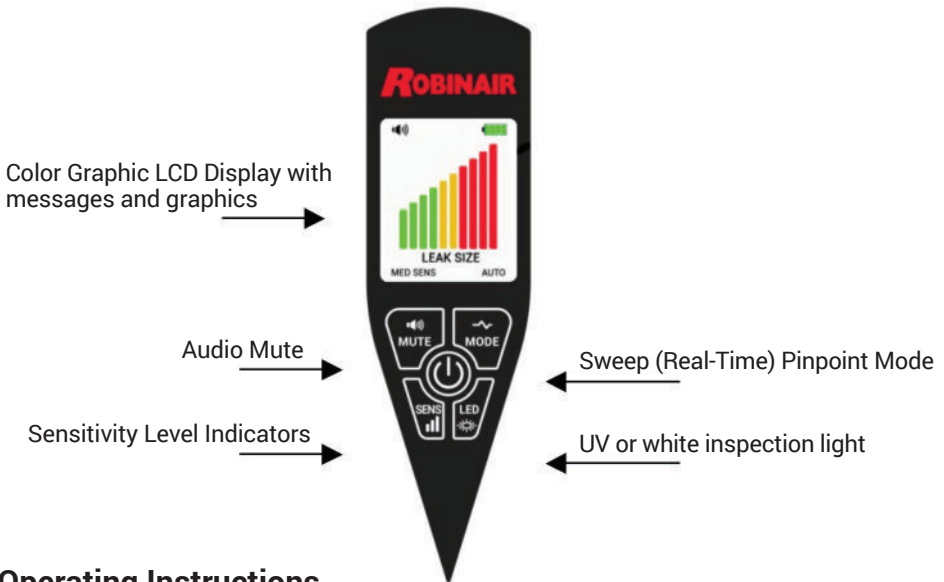 ROBINAIR
Color Graphic LCD Display with
messages and graphics
LEAK SIZE
MED SENS AUTO
MUTE MODE
Audio Mute
Sweep (Real-Time) Pinpoint Mode
SENS LED
Sensitivity Level Indicators
UV or white inspection light
Operating Instructions